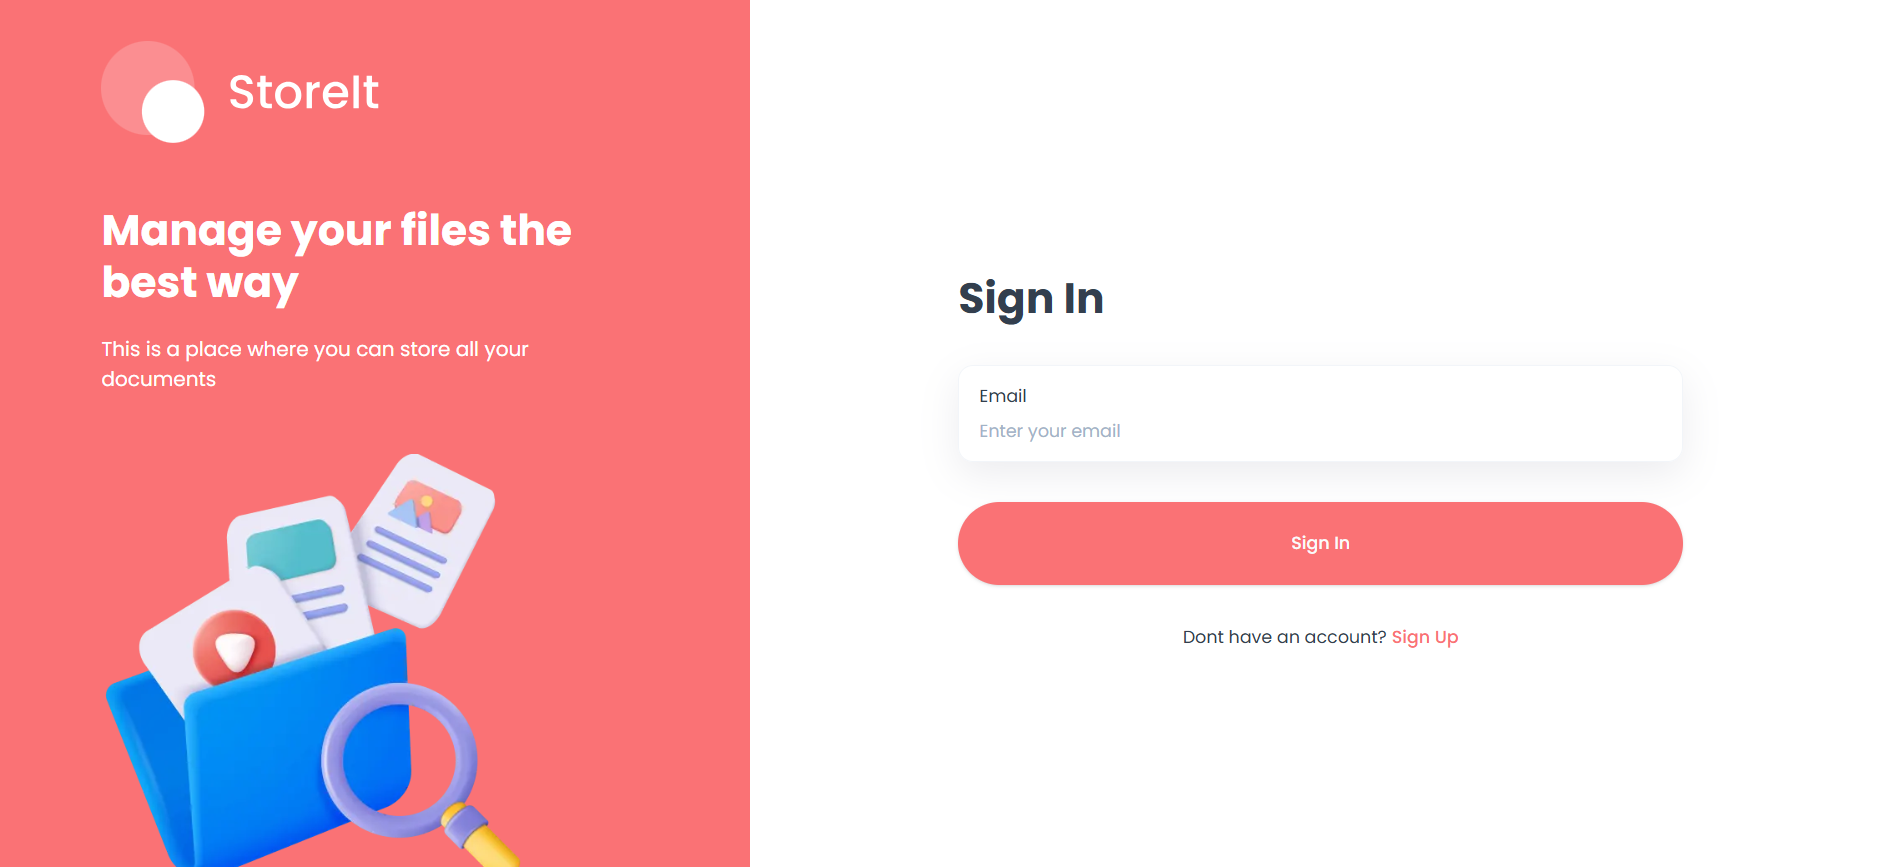 StoreIt
Manage your files the
best way
This is a place where you can store all your
documents
Sign In
Email
Enter your email
Sign In
Dont have an account? Sign Up